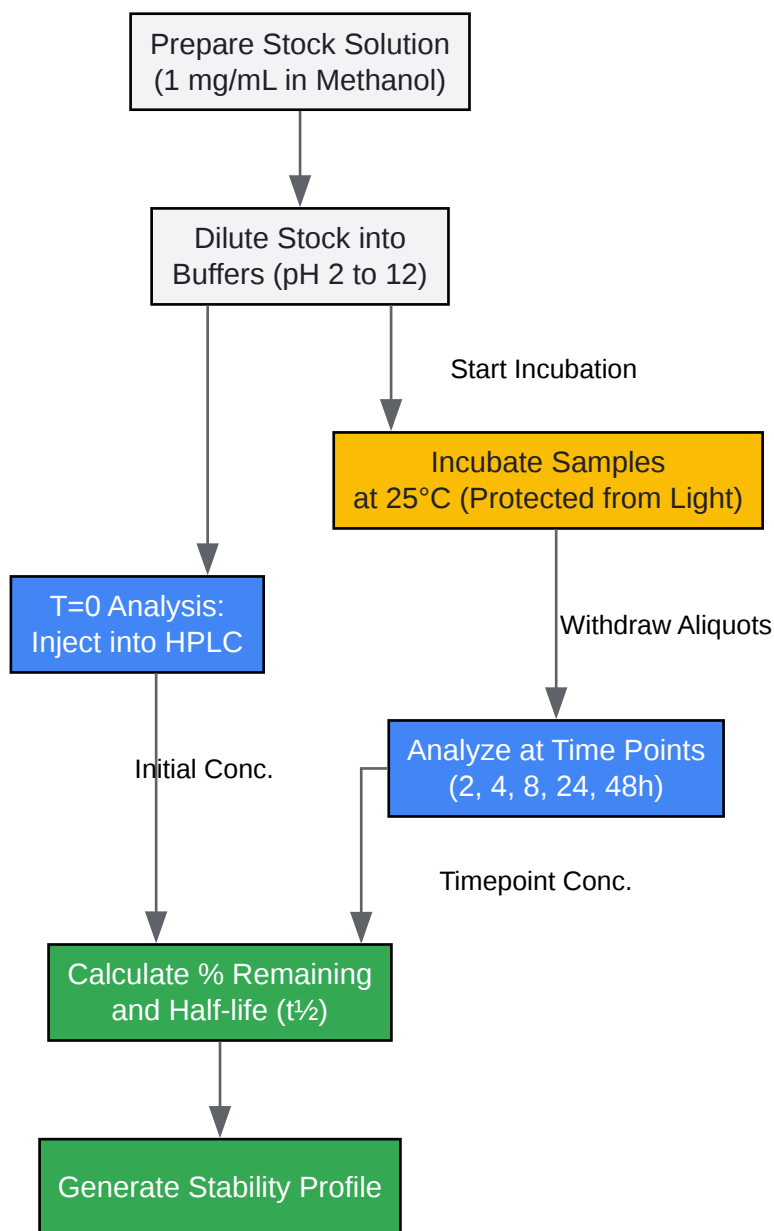 Prepare Stock Solution
(1 mg/mL in Methanol)
Dilute Stock into
Buffers (pH 2 to 12)
Start Incubation
Incubate Samples
at 25°C (Protected from Light)
T=0 Analysis:
Inject into HPLC
Withdraw Aliquots
Analyze at Time Points
(2, 4, 8, 24, 48h)
Initial Conc.
Timepoint Conc.
Calculate % Remaining
and Half-life (t½)
Generate Stability Profile